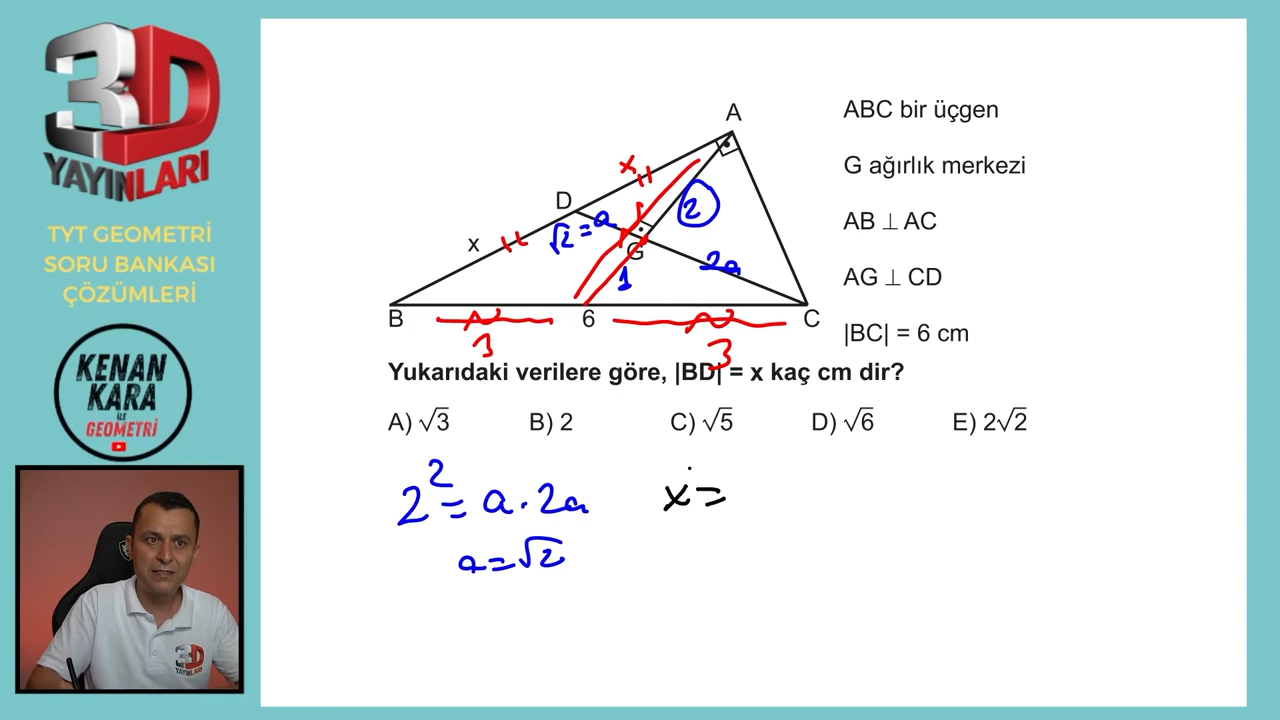 3D
YAYINLARI
TYT GEOMETRİ
SORU BANKASI
ÇÖZÜMLERİ
KENAN
KARA
İLE
GEOMETRİ
3D
YAYINLARI
A
x
D
2
√2 = a
x
G
1
2a
B
6
C
3
3
ABC bir üçgen
G ağırlık merkezi
AB ⊥ AC
AG ⊥ CD
|BC| = 6 cm
Yukarıdaki verilere göre, |BD| = x kaç cm dir?
A) √3 B) 2 C) √5 D) √6 E) 2√2
2² = a · 2a
a = √2
x =